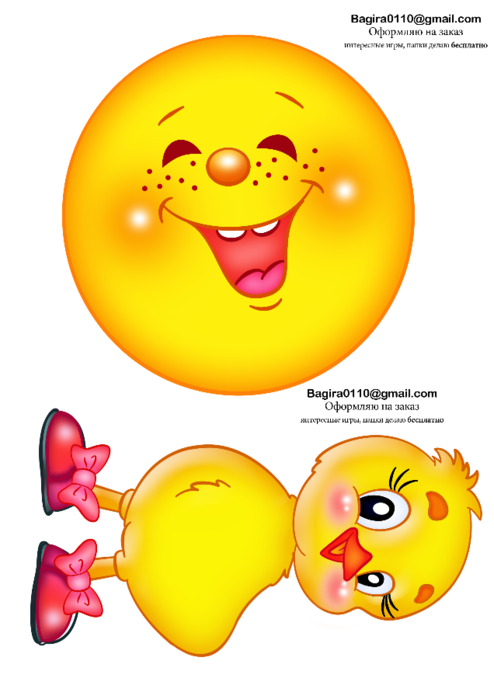 Bagira0110@gmail.com
Оформляю на заказ
интересные игры, папки делаю бесплатно
Bagira0110@gmail.com
Оформляю на заказ
интересные игры, папки делаю бесплатно